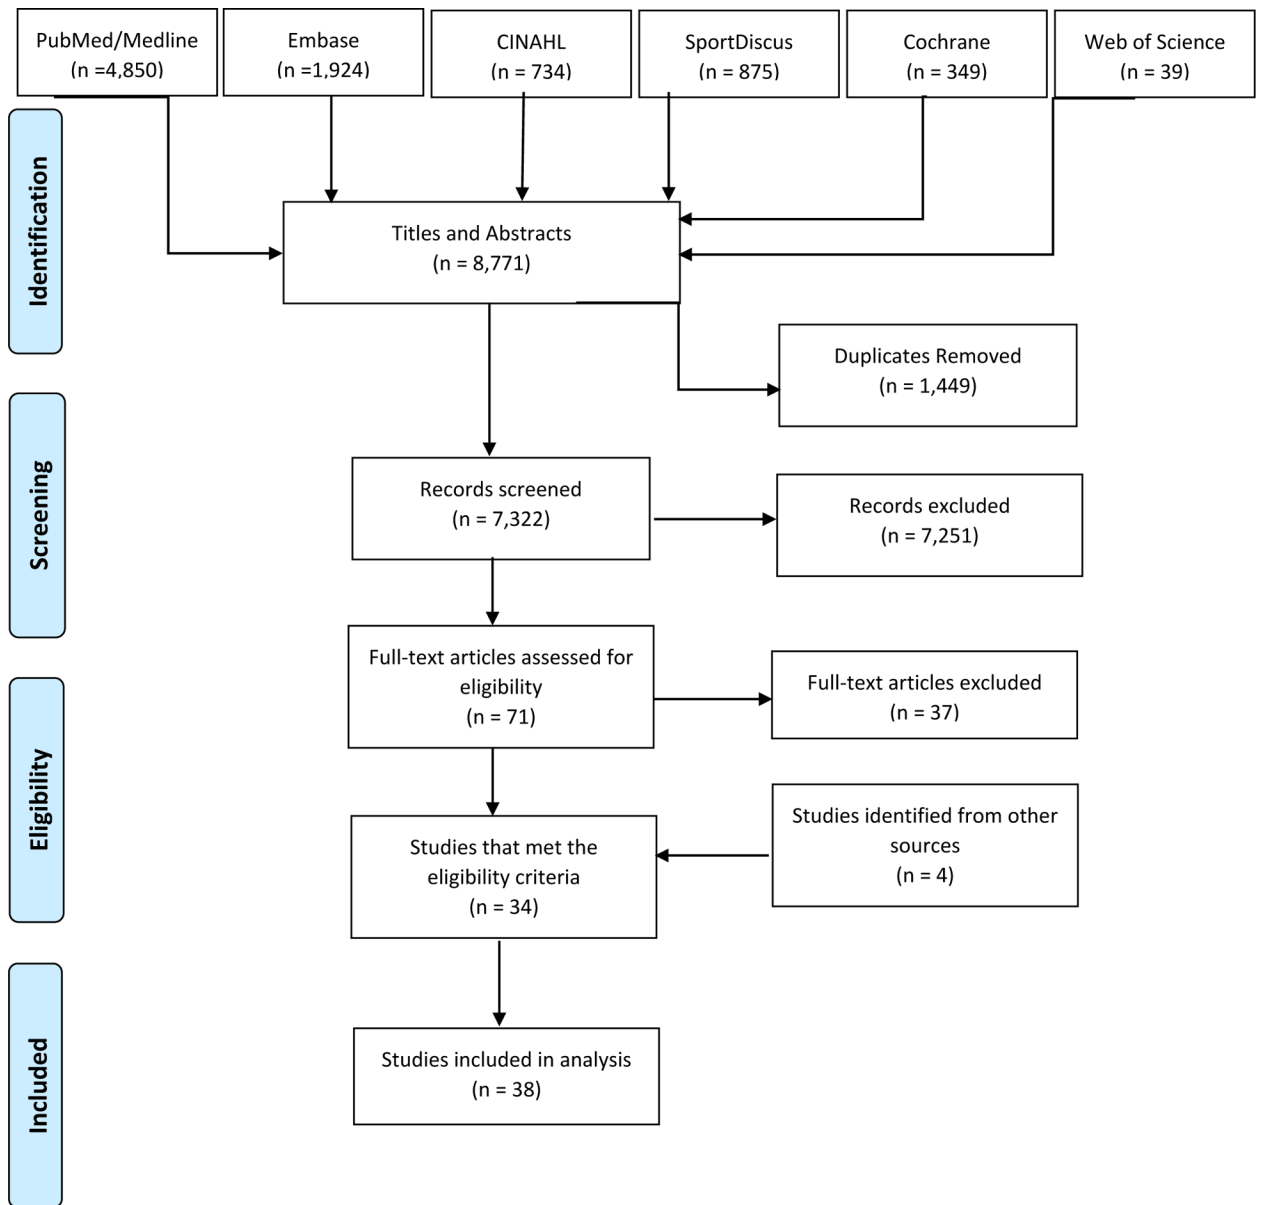 PubMed/Medline
(n =4,850)
Embase
(n =1,924)
CINAHL
(n = 734)
SportDiscus
(n = 875)
Cochrane
(n = 349)
Web of Science
(n = 39)
Identification
Titles and Abstracts
(n = 8,771)
Duplicates Removed
(n = 1,449)
Screening
Records screened
(n = 7,322)
Records excluded
(n = 7,251)
Full-text articles assessed for
eligibility
(n = 71)
Full-text articles excluded
(n = 37)
Eligibility
Studies identified from other
sources
(n = 4)
Studies that met the
eligibility criteria
(n = 34)
Included
Studies included in analysis
(n = 38)